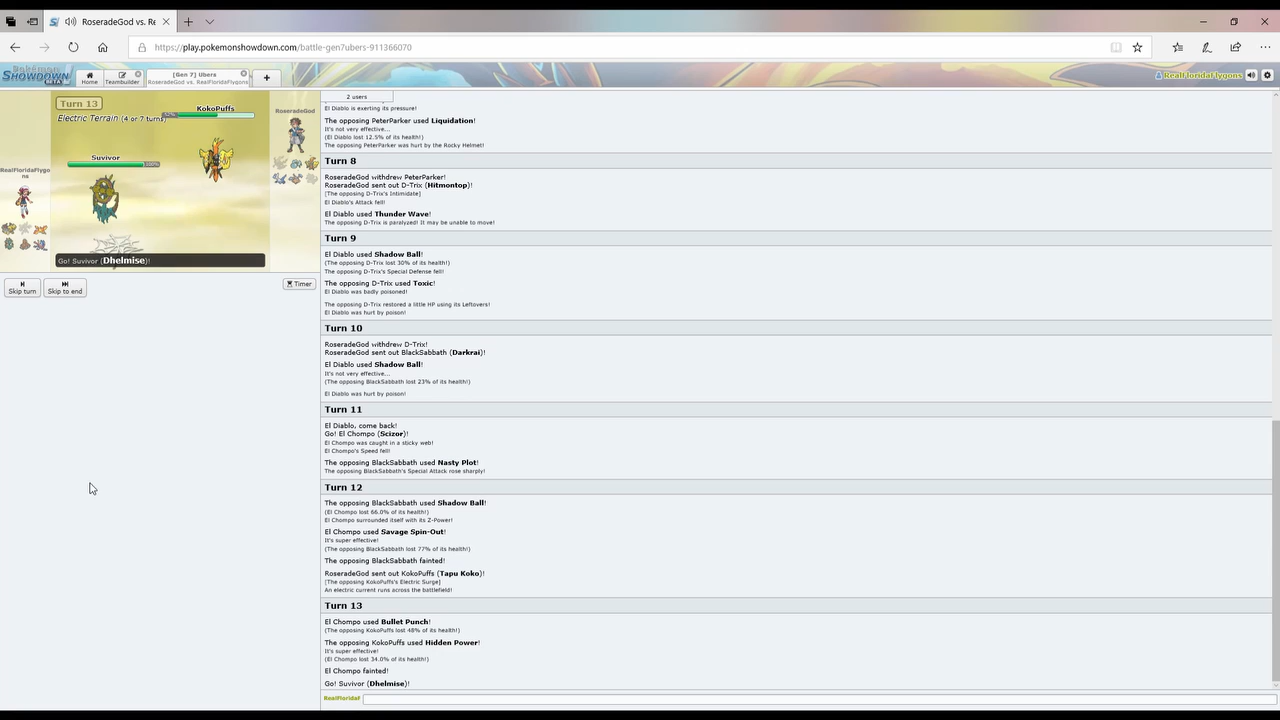 RoseradeGod vs. Re
https://play.pokemonshowdown.com/battle-gen7ubers-911366070
Pokémon
SHOWDOWN
BETA
Home
Teambuilder
[Gen 7] Ubers
RoseradeGod vs. RealFloridaFlygons
RealFloridaFlygons
Turn 13
Electric Terrain (4 or 7 turns)
KokoPuffs
Suvivor
100%
RoseradeGod
RealFloridaFlygo
ns
Go! Suvivor (Dhelmise)!
Skip turn
Skip to end
Timer
2 users
El Diablo is exerting its pressure!
The opposing PeterParker used Liquidation!
It's not very effective...
(El Diablo lost 12.5% of its health!)
The opposing PeterParker was hurt by the Rocky Helmet!
Turn 8
RoseradeGod withdrew PeterParker!
RoseradeGod sent out D-Trix (Hitmontop)!
[The opposing D-Trix's Intimidate]
El Diablo's Attack fell!
El Diablo used Thunder Wave!
The opposing D-Trix is paralyzed! It may be unable to move!
Turn 9
El Diablo used Shadow Ball!
(The opposing D-Trix lost 30% of its health!)
The opposing D-Trix's Special Defense fell!
The opposing D-Trix used Toxic!
El Diablo was badly poisoned!
The opposing D-Trix restored a little HP using its Leftovers!
El Diablo was hurt by poison!
Turn 10
RoseradeGod withdrew D-Trix!
RoseradeGod sent out BlackSabbath (Darkrai)!
El Diablo used Shadow Ball!
It's not very effective...
(The opposing BlackSabbath lost 23% of its health!)
El Diablo was hurt by poison!
Turn 11
El Diablo, come back!
Go! El Chompo (Scizor)!
El Chompo was caught in a sticky web!
El Chompo's Speed fell!
The opposing BlackSabbath used Nasty Plot!
The opposing BlackSabbath's Special Attack rose sharply!
Turn 12
The opposing BlackSabbath used Shadow Ball!
(El Chompo lost 66.0% of its health!)
El Chompo surrounded itself with its Z-Power!
El Chompo used Savage Spin-Out!
It's super effective!
(The opposing BlackSabbath lost 77% of its health!)
The opposing BlackSabbath fainted!
RoseradeGod sent out KokoPuffs (Tapu Koko)!
[The opposing KokoPuffs's Electric Surge]
An electric current runs across the battlefield!
Turn 13
El Chompo used Bullet Punch!
(The opposing KokoPuffs lost 48% of its health!)
The opposing KokoPuffs used Hidden Power!
It's super effective!
(El Chompo lost 34.0% of its health!)
El Chompo fainted!
Go! Suvivor (Dhelmise)!
RealFloridaF